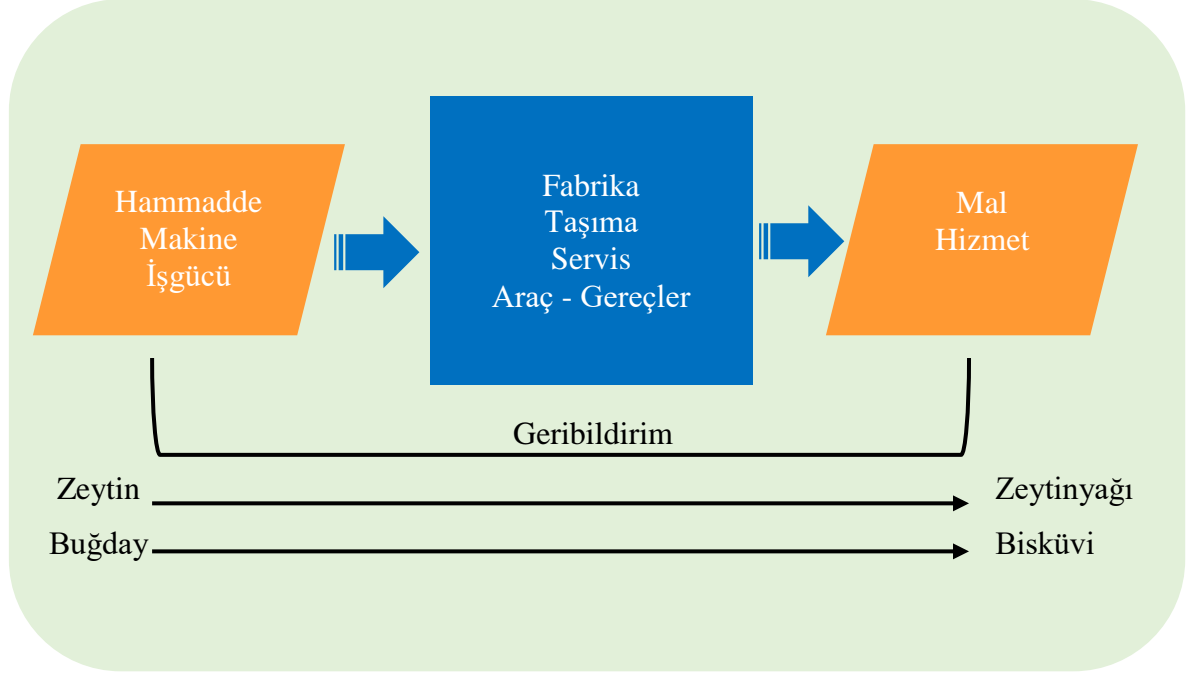 Hammadde
Makine
İşgücü
Fabrika
Taşıma
Servis
Araç - Gereçler
Mal
Hizmet
Geribildirim
Zeytin
Zeytinyağı
Buğday
Bisküvi